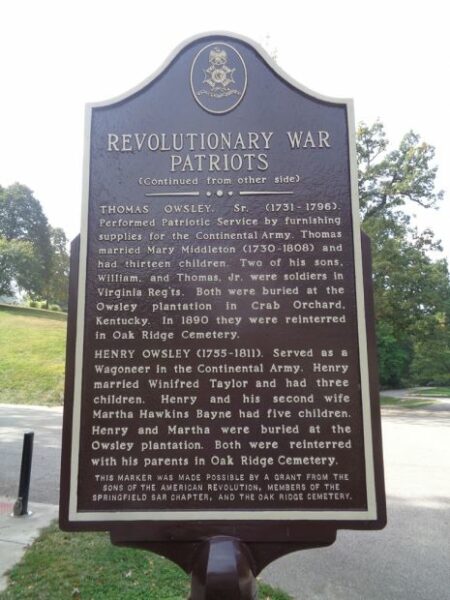 REVOLUTIONARY WAR
PATRIOTS
(Continued from other side)
THOMAS OWSLEY, Sr. (1731-1796).
Performed Patriotic Service by furnishing
supplies for the Continental Army. Thomas
married Mary Middleton (1730-1808) and
had thirteen children. Two of his sons,
William, and Thomas, Jr. were soldiers in
Virginia Reg'ts. Both were buried at the
Owsley plantation in Crab Orchard,
Kentucky. In 1890 they were reinterred
in Oak Ridge Cemetery.
HENRY OWSLEY (1755-1811). Served as a
Wagoneer in the Continental Army. Henry
married Winifred Taylor and had three
children. Henry and his second wife
Martha Hawkins Bayne had five children.
Henry and Martha were buried at the
Owsley plantation. Both were reinterred
with his parents in Oak Ridge Cemetery.
THIS MARKER WAS MADE POSSIBLE BY A GRANT FROM THE
SONS OF THE AMERICAN REVOLUTION, MEMBERS OF THE
SPRINGFIELD SAR CHAPTER, AND THE OAK RIDGE CEMETERY.